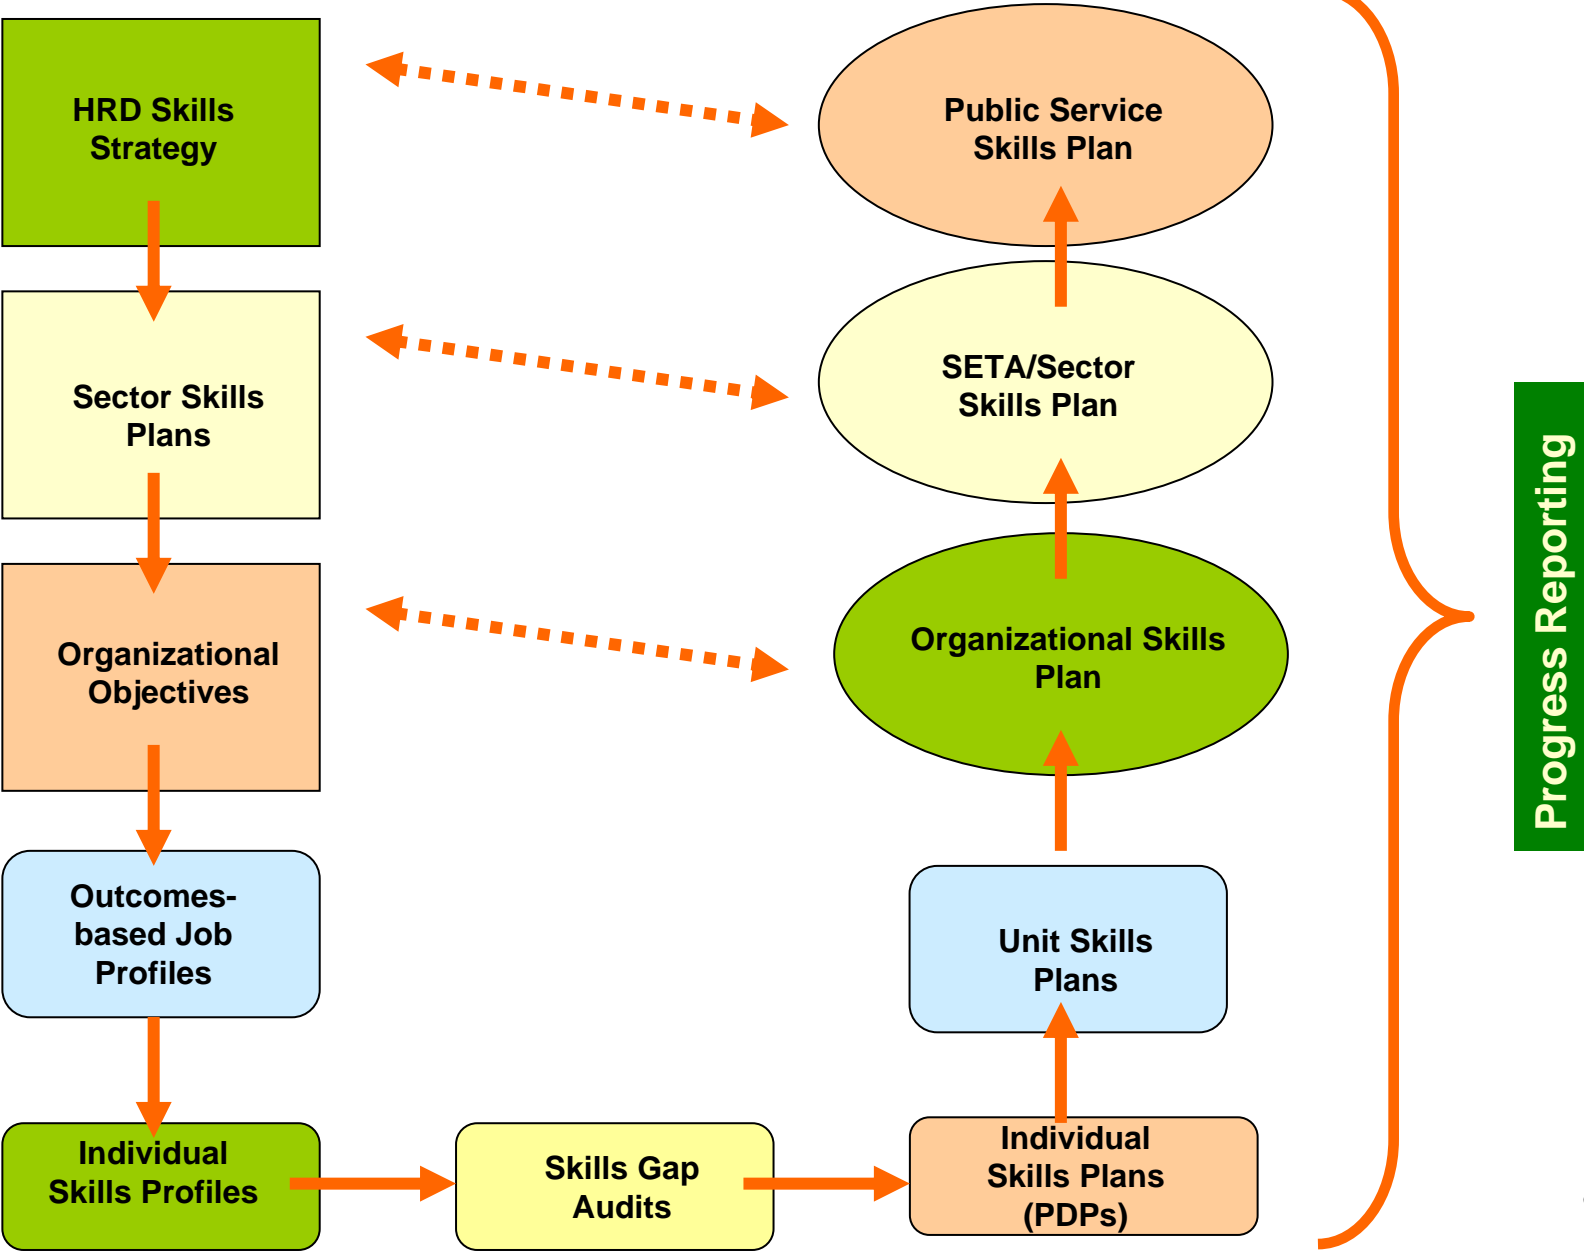 HRD Skills
Strategy
Public Service
Skills Plan
Sector Skills
Plans
SETA/Sector
Skills Plan
Organizational
Objectives
Organizational Skills
Plan
Outcomes-
based Job
Profiles
Unit Skills
Plans
Individual
Skills Profiles
Skills Gap
Audits
Individual
Skills Plans
(PDPs)
Progress Reporting